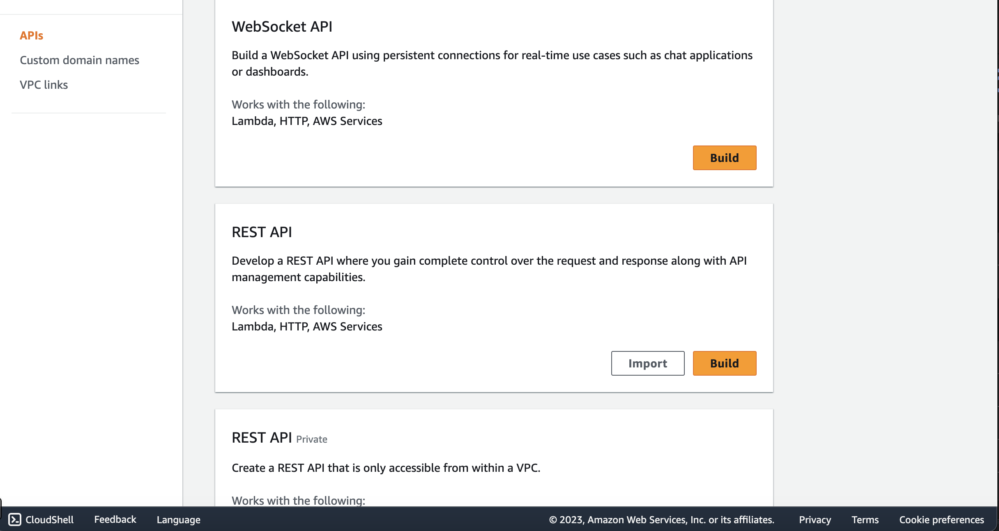 APIs
Custom domain names
VPC links
WebSocket API
Build a WebSocket API using persistent connections for real-time use cases such as chat applications
or dashboards.
Works with the following:
Lambda, HTTP, AWS Services
Build
REST API
Develop a REST API where you gain complete control over the request and response along with API
management capabilities.
Works with the following:
Lambda, HTTP, AWS Services
Import
Build
REST API Private
Create a REST API that is only accessible from within a VPC.
Works with the following:
CloudShell
Feedback
Language
© 2023, Amazon Web Services, Inc. or its affiliates.
Privacy
Terms
Cookie preferences